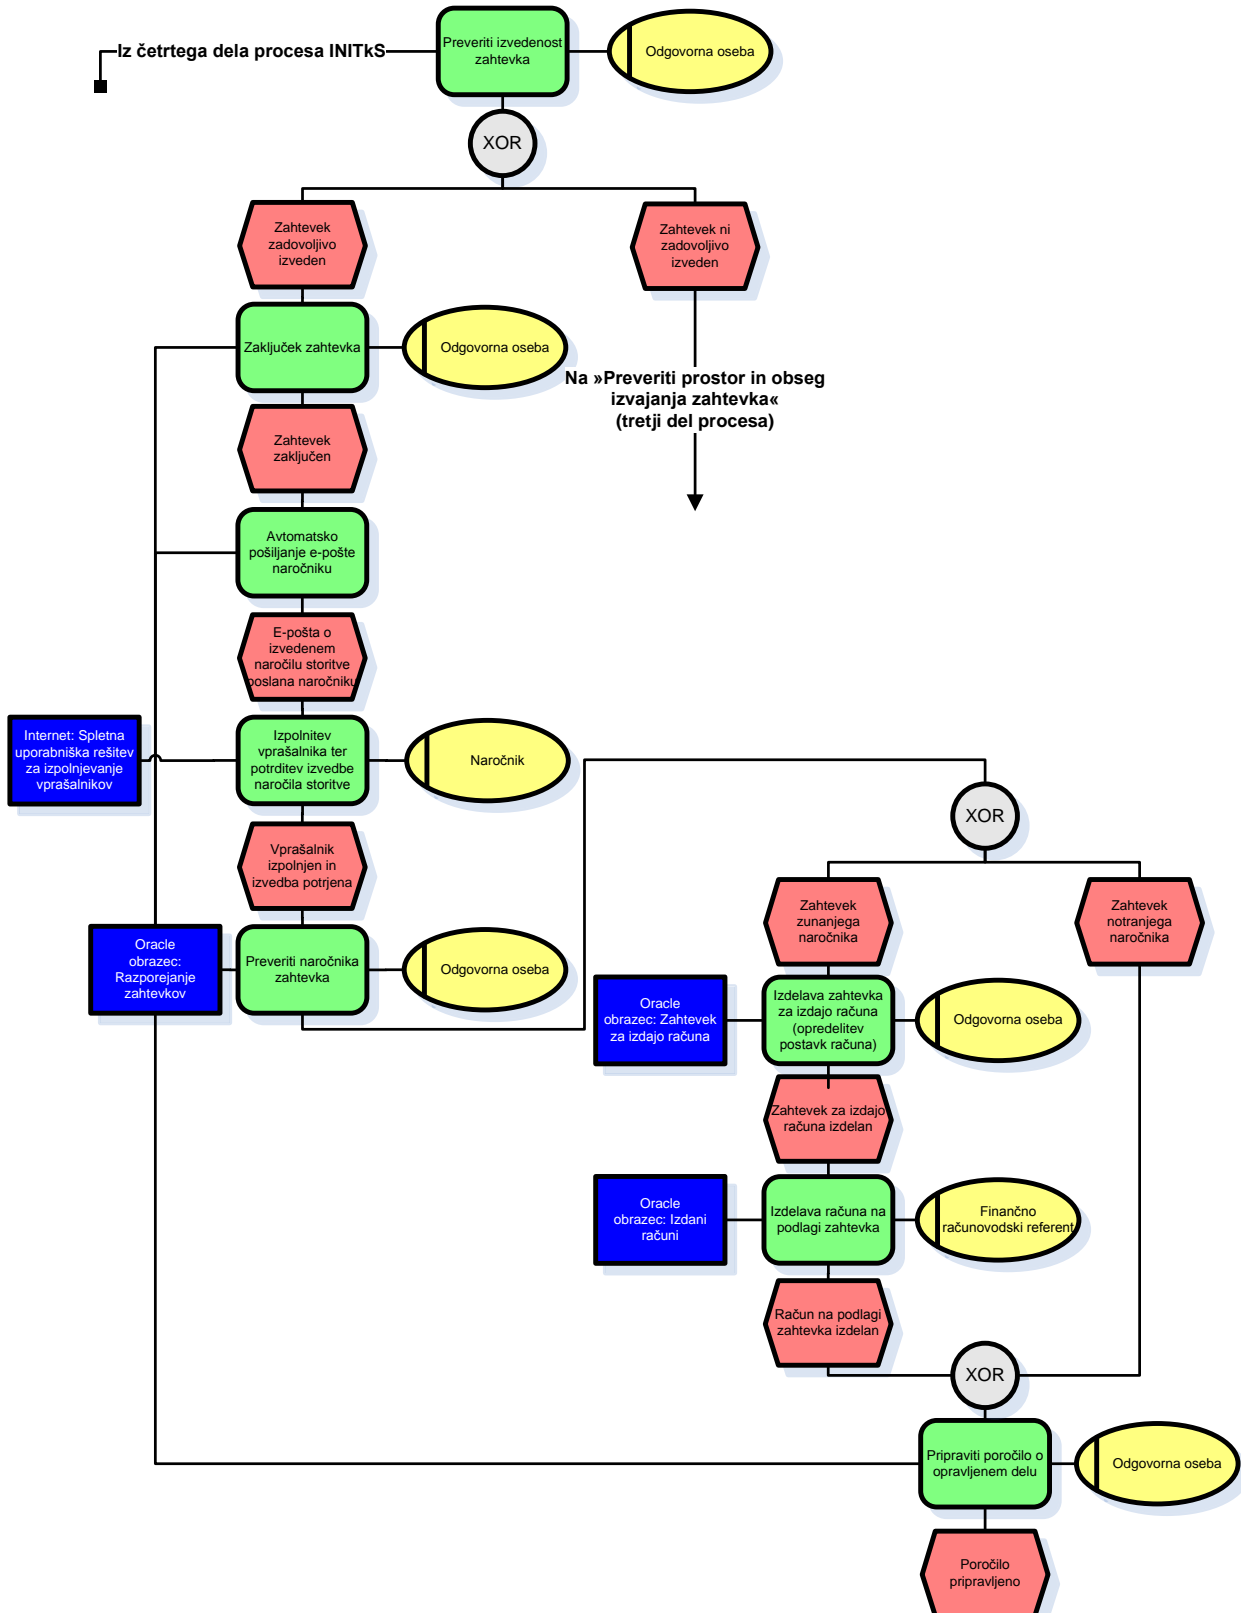 Iz četrtega dela procesa INITkS
Preveriti izvedenost
zahtevka
Odgovorna oseba
XOR
Zahtevek
zadovoljivo
izveden
Zahtevek ni
zadovoljivo
izveden
Zaključek zahtevka
Odgovorna oseba
Na »Preveriti prostor in obseg
izvajanja zahtevka«
(tretji del procesa)
Zahtevek
zaključen
Avtomatsko
pošiljanje e-pošte
naročniku
E-pošta o
izvedenem
naročilu storitve
poslana naročniku
Internet: Spletna
uporabniška rešitev
za izpolnjevanje
vprašalnikov
Izpolnitev
vprašalnika ter
potrditev izvedbe
naročila storitve
Naročnik
XOR
Vprašalnik
izpolnjen in
izvedba potrjena
Zahtevek
zunanjega
naročnika
Zahtevek
notranjega
naročnika
Oracle
obrazec:
Razporejanje
zahtevkov
Preveriti naročnika
zahtevka
Odgovorna oseba
Oracle
obrazec: Zahtevek
za izdajo računa
Izdelava zahtevka
za izdajo računa
(opredelitev
postavk računa)
Odgovorna oseba
Zahtevek za izdajo
računa izdelan
Oracle
obrazec: Izdani
računi
Izdelava računa na
podlagi zahtevka
Finančno
računovodski referent
Račun na podlagi
zahtevka izdelan
XOR
Pripraviti poročilo o
opravljenem delu
Odgovorna oseba
Poročilo
pripravljeno